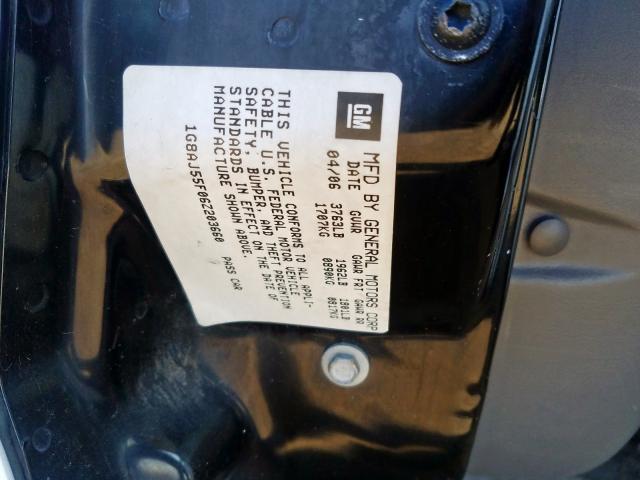 GM
MFD BY GENERAL MOTORS CORP
DATE GVWR GAWR FRT GAWR RR
04/06 3763LB 1962LB 1801LB
1707KG 0890KG 0817KG
THIS VEHICLE CONFORMS TO ALL APPLI-
CABLE U.S. FEDERAL MOTOR VEHICLE
SAFETY, BUMPER, AND THEFT PREVENTION
STANDARDS IN EFFECT ON THE DATE OF
MANUFACTURE SHOWN ABOVE.
1G8AJ55F06Z203660 PASS CAR